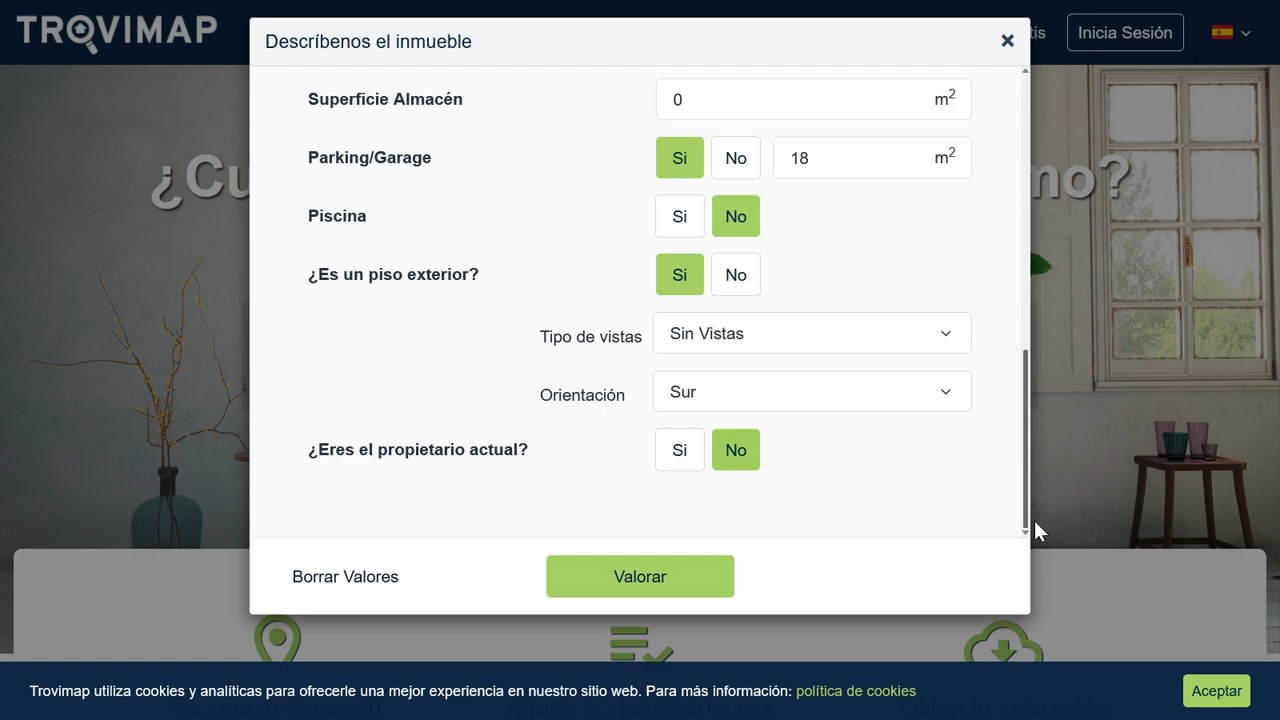 TROVIMAP
Descríbenos el inmueble
tis
Inicia Sesión
¿Cu
mo?
Superficie Almacén
0
m2
Parking/Garage
Si
No
18
m2
Piscina
Si
No
¿Es un piso exterior?
Si
No
Tipo de vistas
Sin Vistas
Orientación
Sur
¿Eres el propietario actual?
Si
No
Borrar Valores
Valorar
Trovimap utiliza cookies y analíticas para ofrecerle una mejor experiencia en nuestro sitio web. Para más información: política de cookies
Aceptar